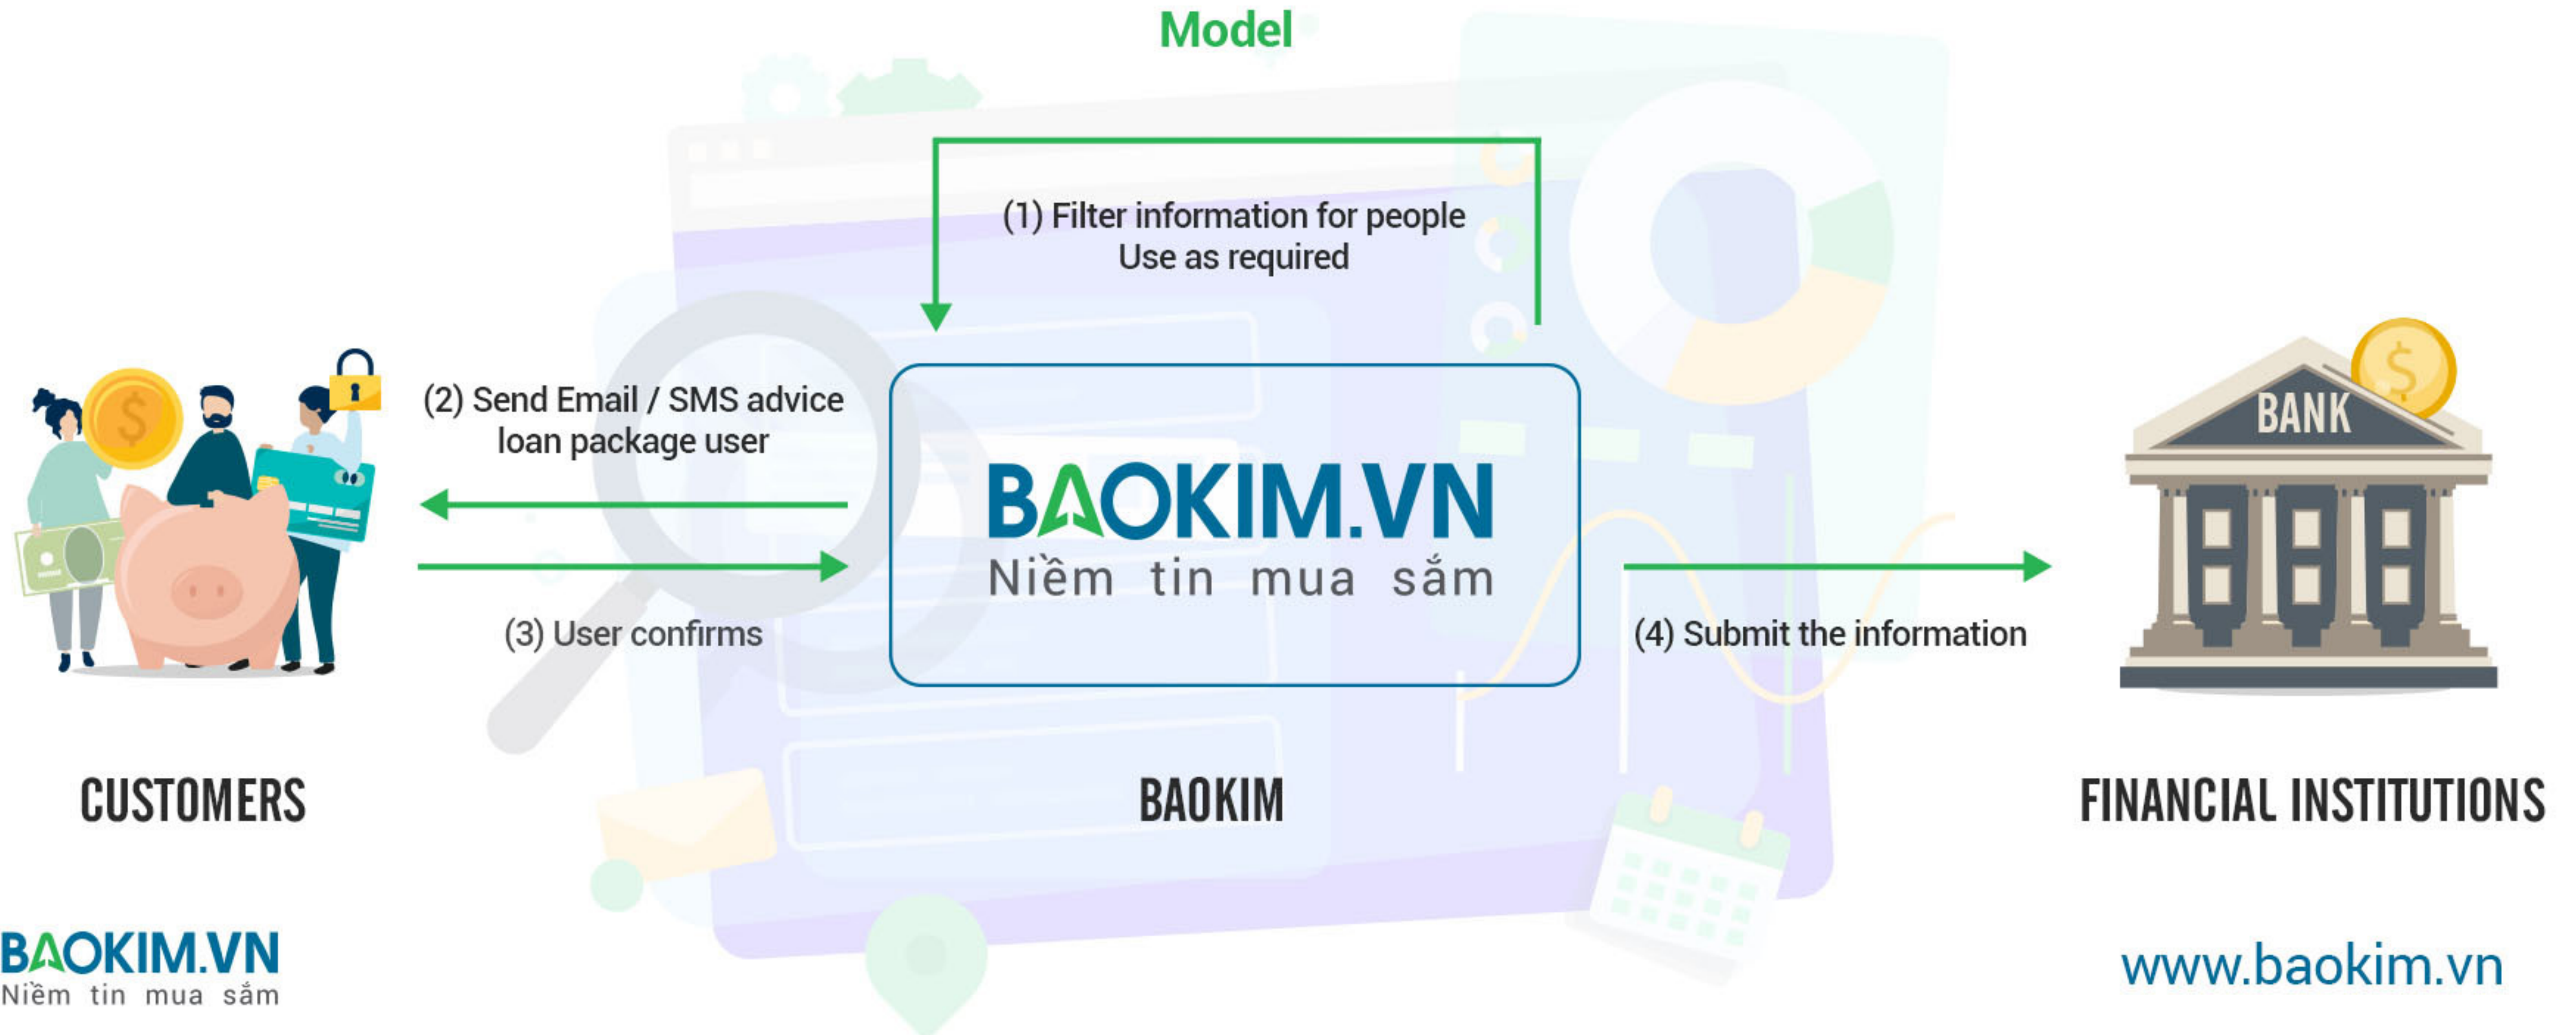 Model
(1) Filter information for people
Use as required
(2) Send Email / SMS advice
loan package user
(3) User confirms
BAOKIM.VN
Niềm tin mua sắm
(4) Submit the information
$
BANK
$
CUSTOMERS
BAOKIM
FINANCIAL INSTITUTIONS
BAOKIM.VN
Niềm tin mua sắm
www.baokim.vn